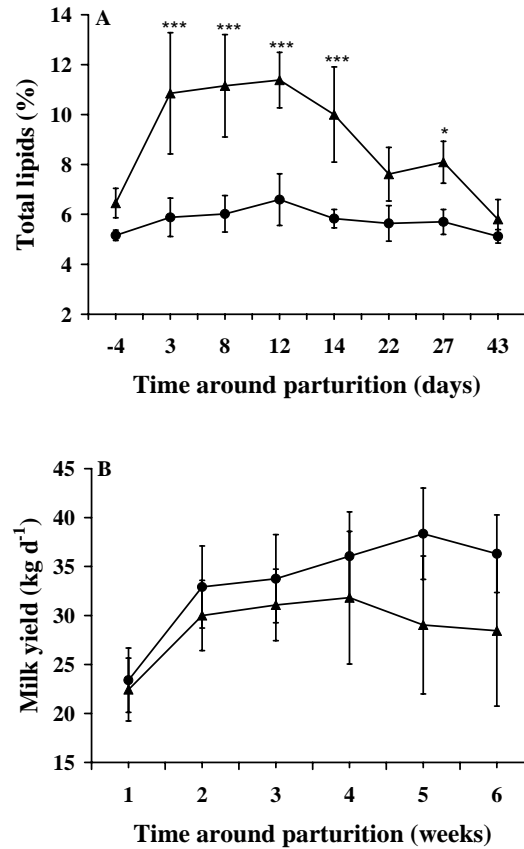 A
***
***
***
***
*
14
12
10
8
6
4
2
Total lipids (%)
-4 3 8 12 14 22 27 43
Time around parturition (days)
B
45
40
35
30
25
20
15
Milk yield (kg d⁻¹)
1 2 3 4 5 6
Time around parturition (weeks)